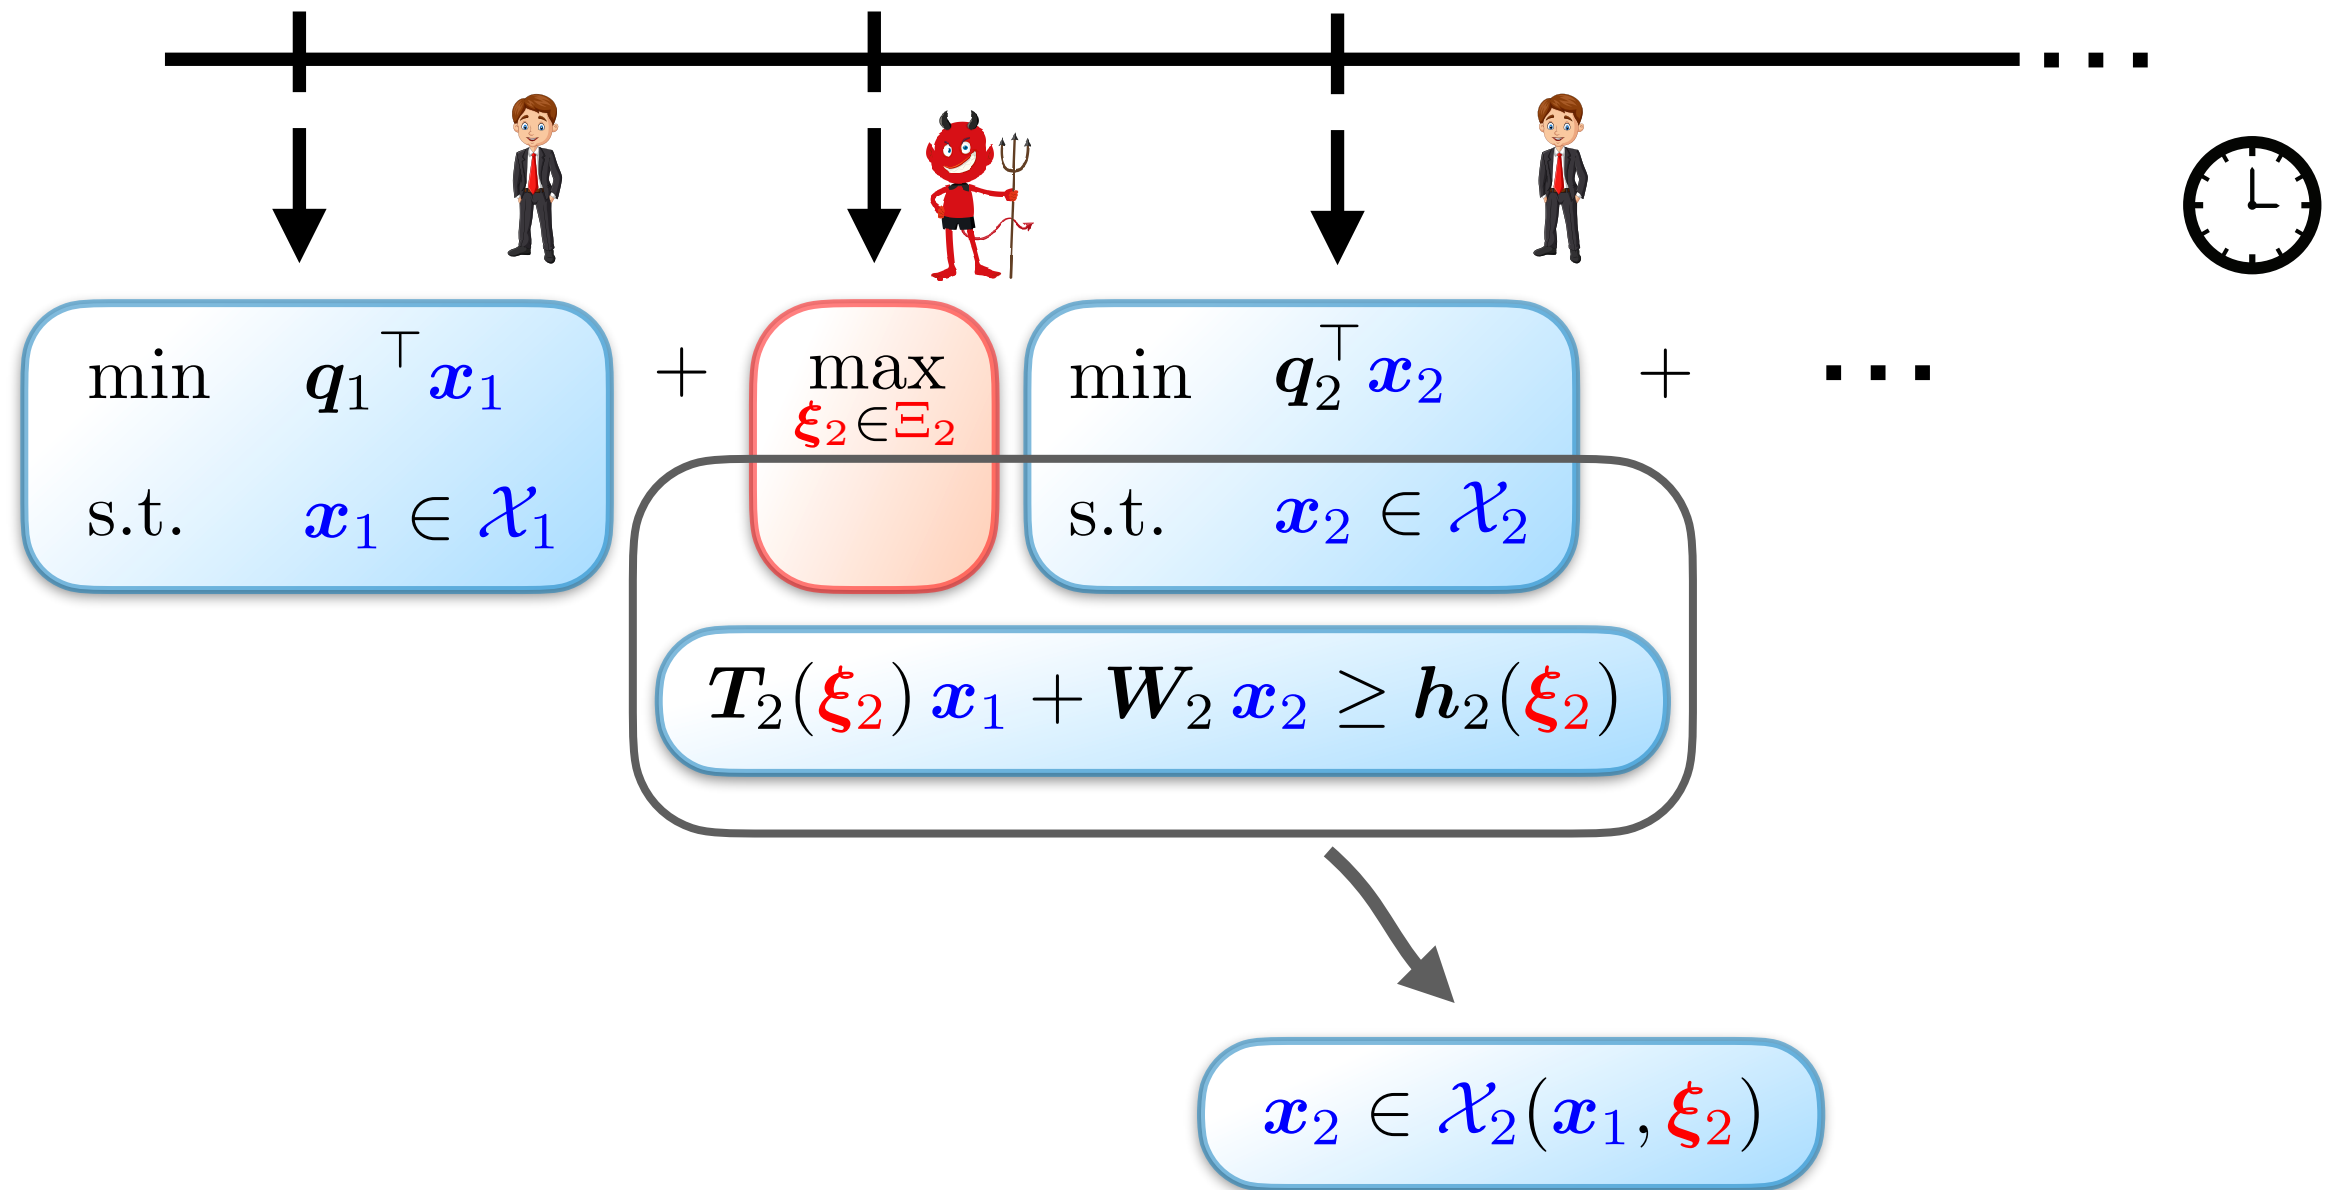 min q₁ᵀ x₁ + max min q₂ᵀ x₂ + ⋯
ξ₂∈Ξ₂
s.t. x₁ ∈ 𝒳₁ s.t. x₂ ∈ 𝒳₂
T₂(ξ₂) x₁ + W₂ x₂ ≥ h₂(ξ₂)
x₂ ∈ 𝒳₂(x₁, ξ₂)